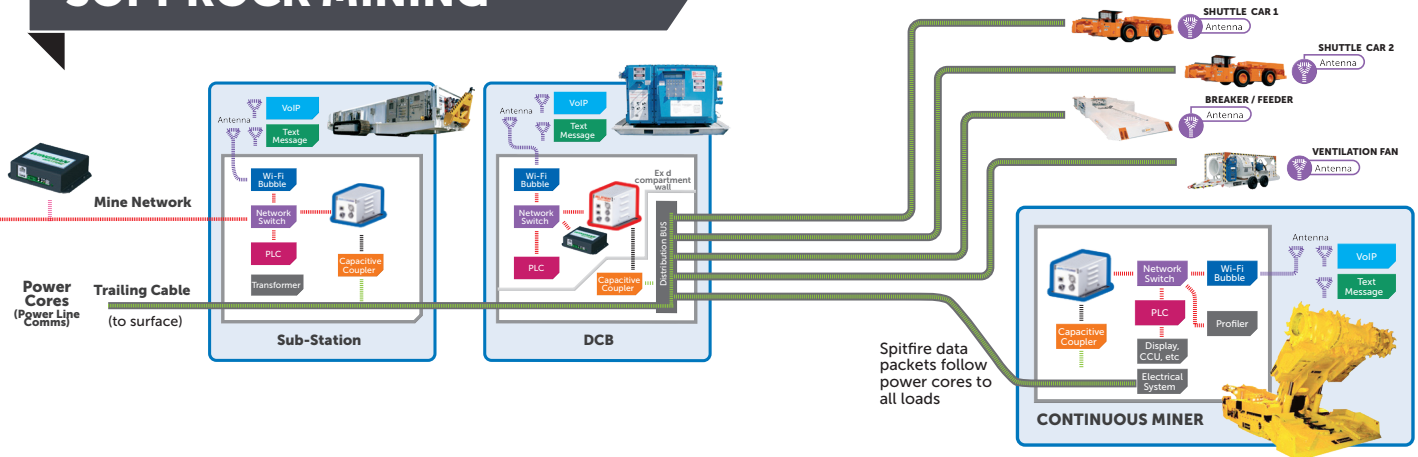 SOFT ROCK MINING
SHUTTLE CAR 1
Antenna
SHUTTLE CAR 2
Antenna
BREAKER / FEEDER
Antenna
VENTILATION FAN
Antenna
Mine Network
Power
Cores
(Power Line
Comms)
Trailing Cable
(to surface)
Antenna
VoIP
Text
Message
Wi-Fi
Bubble
Network
Switch
PLC
Transformer
Capacitive
Coupler
Sub-Station
Antenna
VoIP
Text
Message
Wi-Fi
Bubble
Network
Switch
PLC
Ex d
compartment
wall
Capacitive
Coupler
Distribution BUS
DCB
Spitfire data
packets follow
power cores to
all loads
Capacitive
Coupler
Network
Switch
Wi-Fi
Bubble
PLC
Profiler
Display,
CCU, etc
Electrical
System
Antenna
VoIP
Text
Message
CONTINUOUS MINER